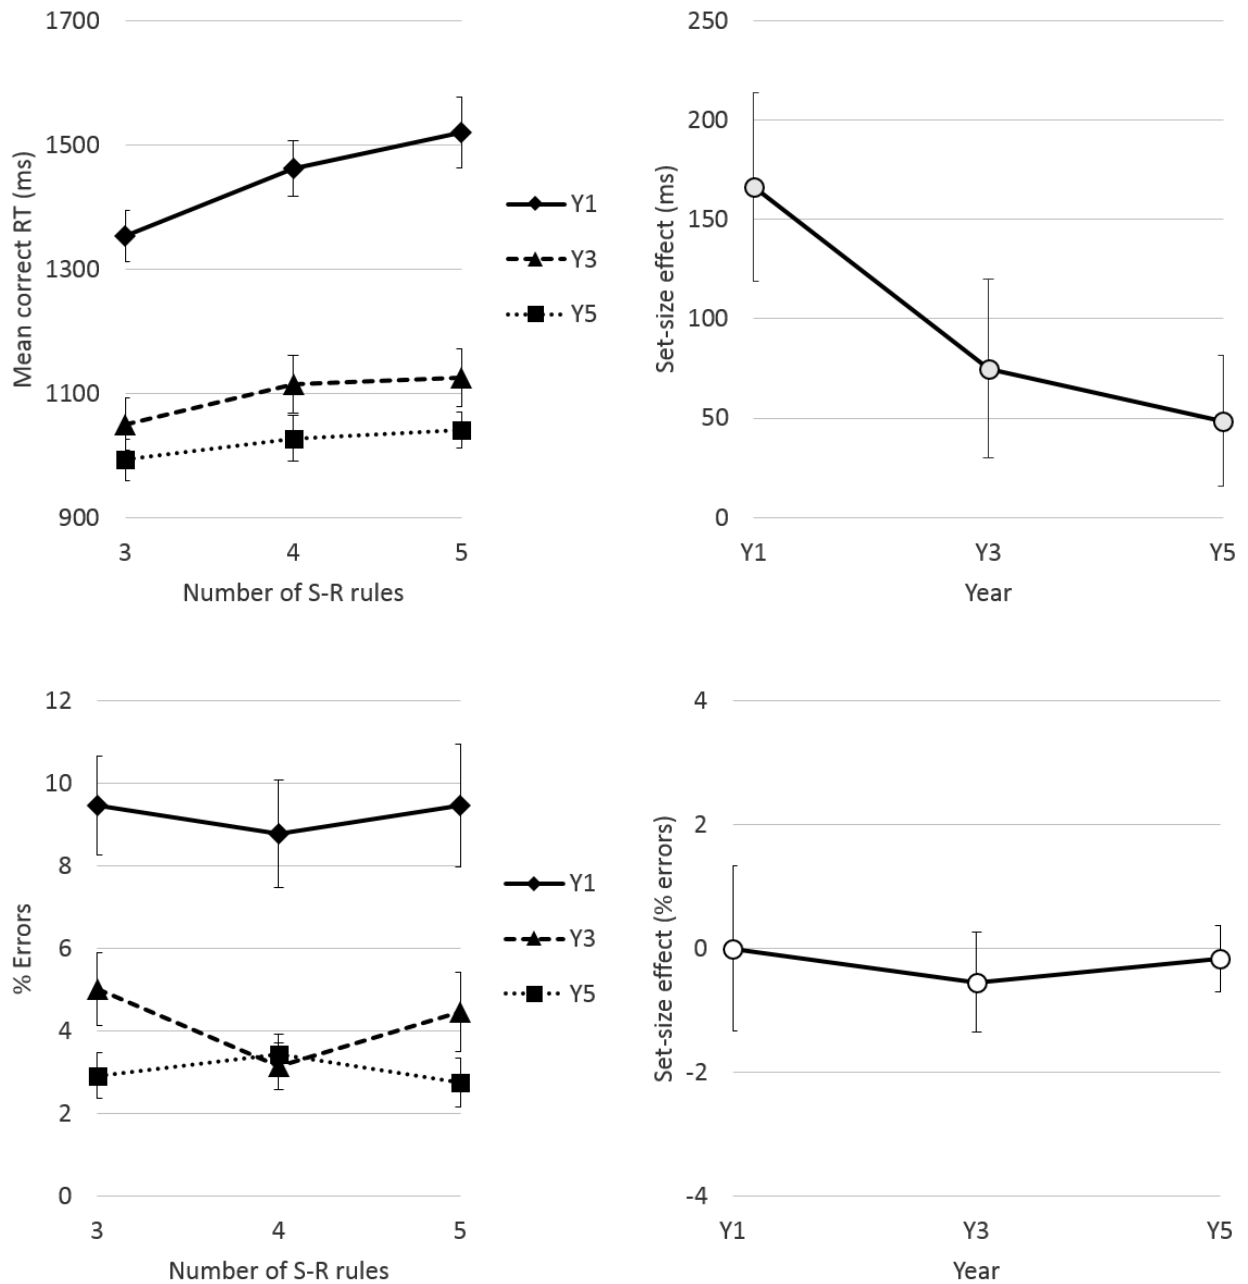 1700
1500
1300
1100
900
Mean correct RT (ms)
3 4 5
Number of S-R rules
Y1
Y3
Y5
250
200
150
100
50
0
Set-size effect (ms)
Y1 Y3 Y5
Year
12
10
8
6
4
2
0
% Errors
3 4 5
Number of S-R rules
Y1
Y3
Y5
4
2
0
-2
-4
Set-size effect (% errors)
Y1 Y3 Y5
Year